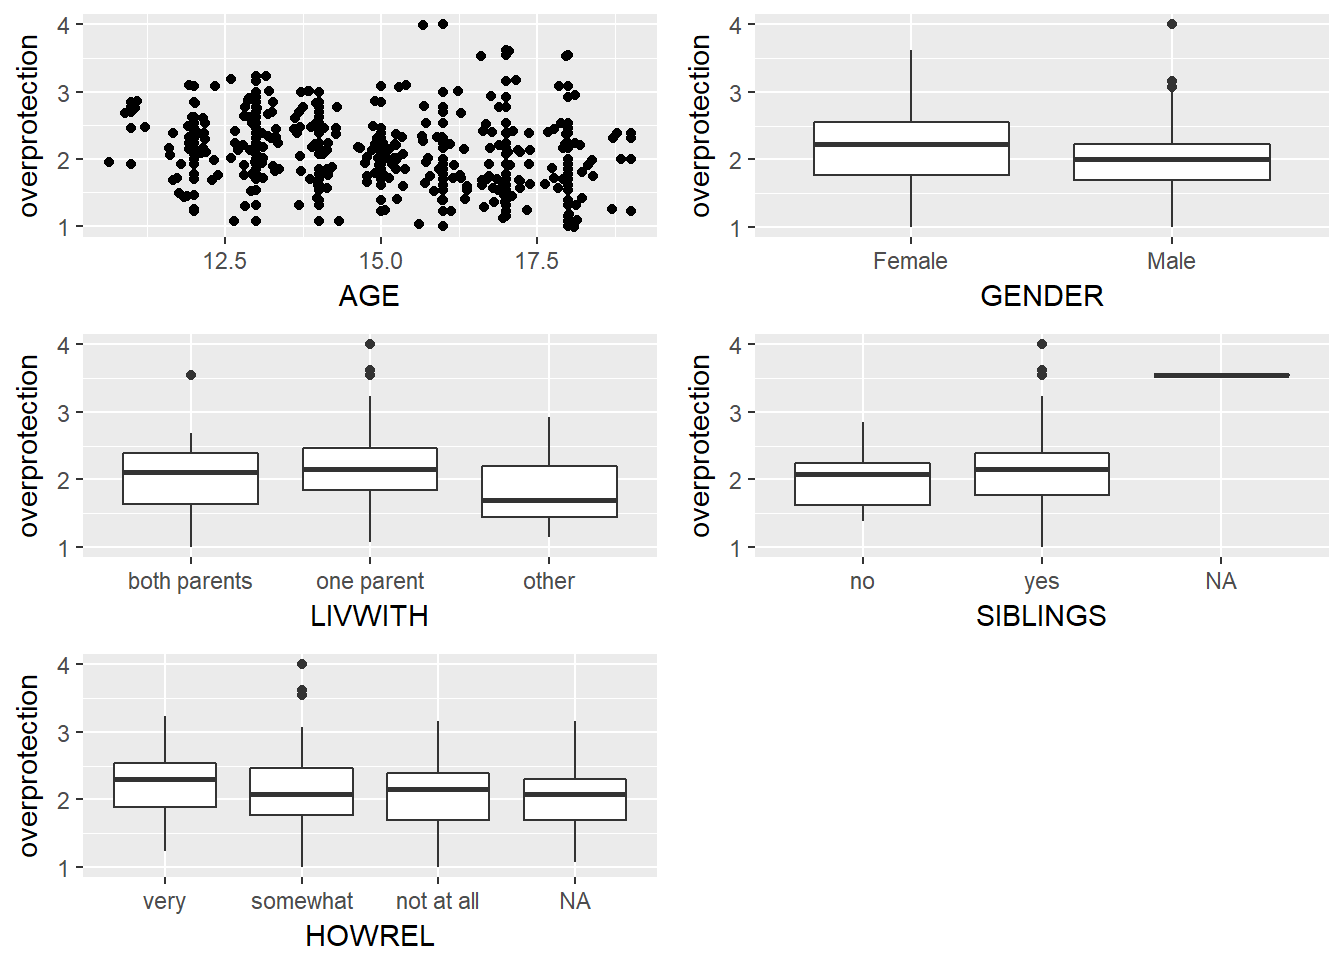 overprotection
4
3
2
1
12.5 15.0 17.5
AGE
overprotection
4
3
2
1
Female Male
GENDER
overprotection
4
3
2
1
both parents one parent other
LIVWITH
overprotection
4
3
2
1
no yes NA
SIBLINGS
overprotection
4
3
2
1
very somewhat not at all NA
HOWREL